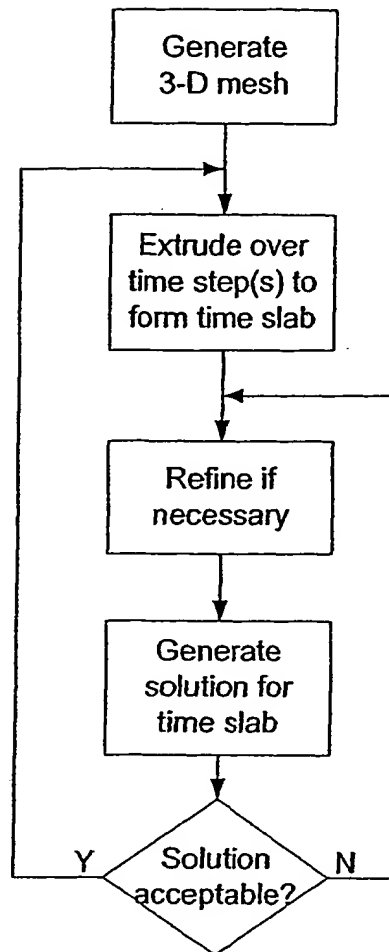 Generate
3-D mesh
Extrude over
time step(s) to
form time slab
Refine if
necessary
Generate
solution for
time slab
Y
Solution
acceptable?
N